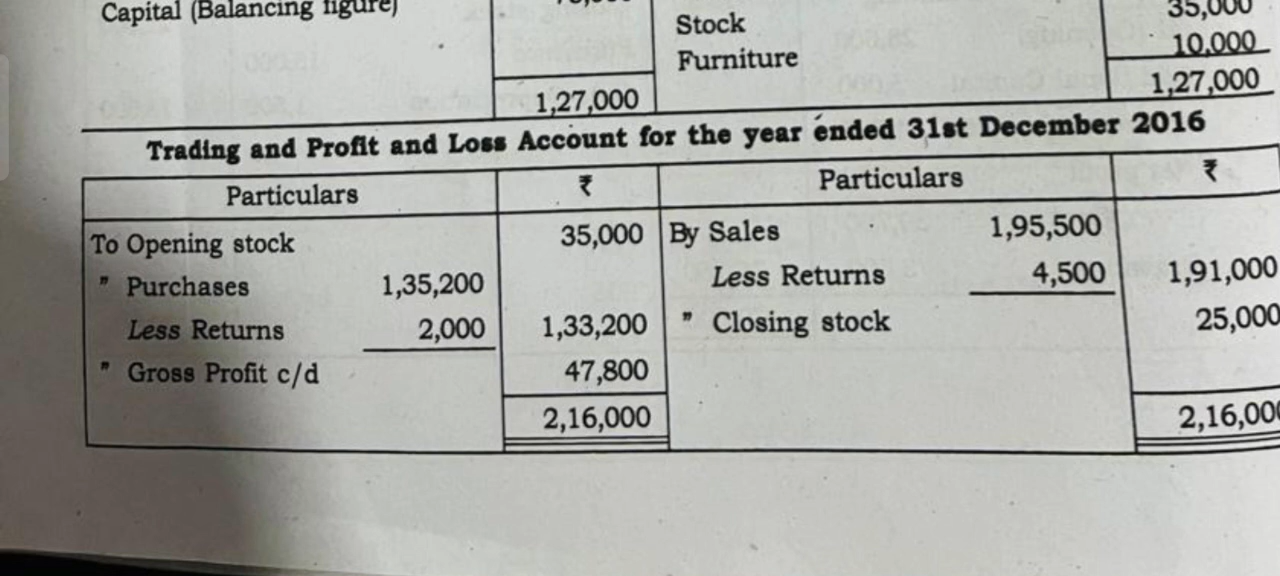 Capital (Balancing figure)
Stock 35,000
Furniture 10,000
1,27,000 1,27,000
Trading and Profit and Loss Account for the year ended 31st December 2016
Particulars ₹ Particulars ₹
To Opening stock 35,000 By Sales 1,95,500
" Purchases 1,35,200 Less Returns 4,500 1,91,000
Less Returns 2,000 1,33,200 " Closing stock 25,000
" Gross Profit c/d 47,800
2,16,000 2,16,00